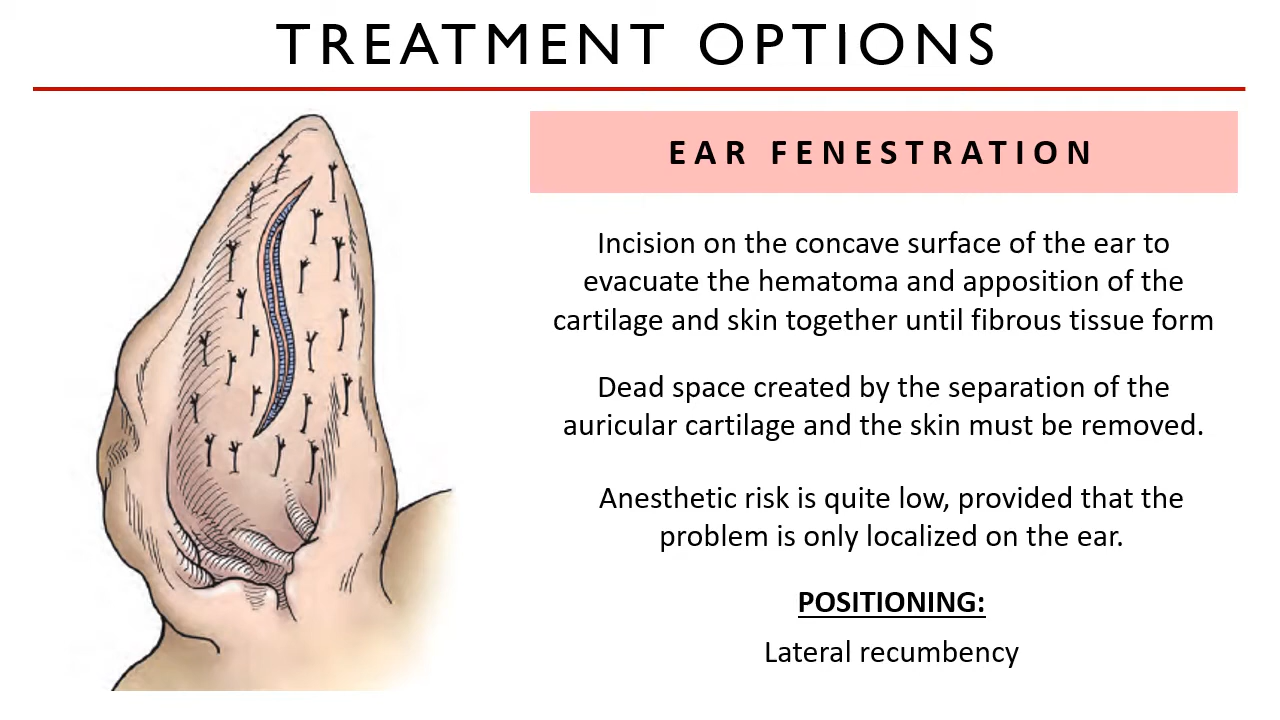 TREATMENT OPTIONS
EAR FENESTRATION
Incision on the concave surface of the ear to
evacuate the hematoma and apposition of the
cartilage and skin together until fibrous tissue form
Dead space created by the separation of the
auricular cartilage and the skin must be removed.
Anesthetic risk is quite low, provided that the
problem is only localized on the ear.
POSITIONING:
Lateral recumbency